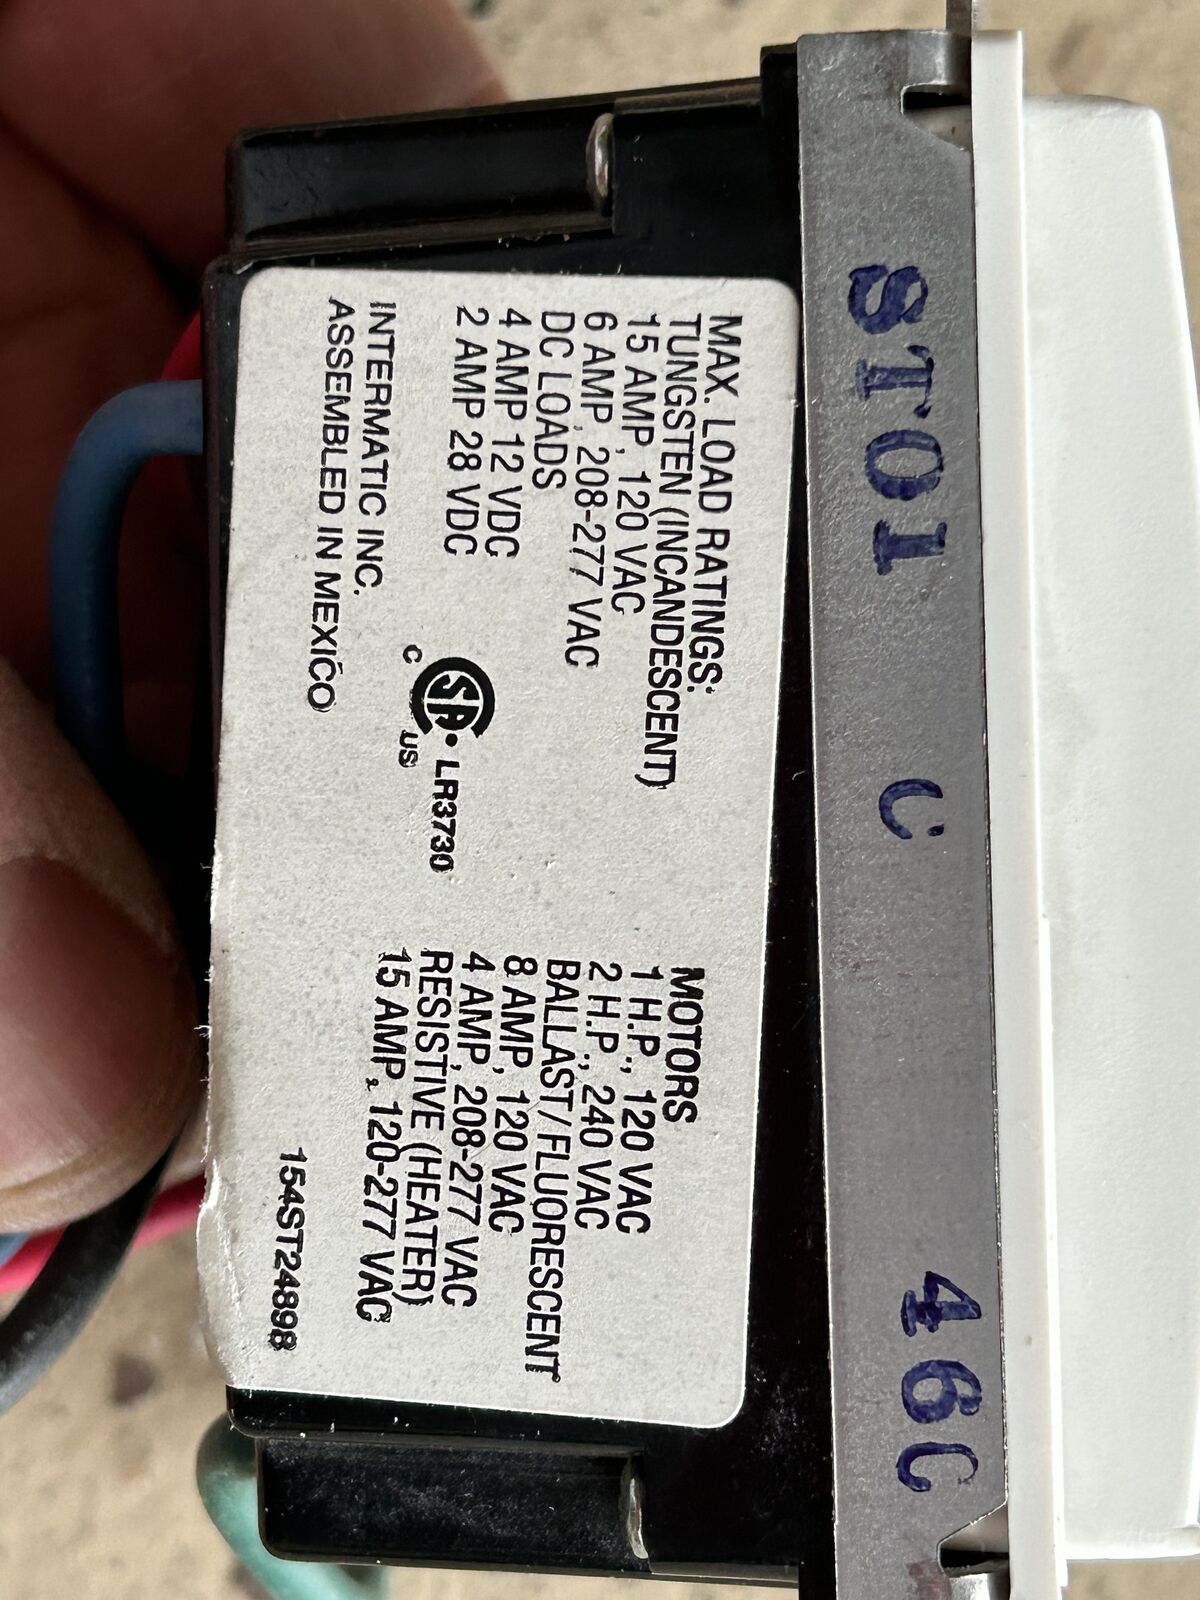 ST01 C 46C
MAX. LOAD RATINGS:
TUNGSTEN (INCANDESCENT)
15 AMP, 120 VAC
6 AMP, 208-277 VAC
DC LOADS
4 AMP 12 VDC
2 AMP 28 VDC
MOTORS
1 H.P., 120 VAC
2 H.P., 240 VAC
BALLAST/FLUORESCENT
8 AMP, 120 VAC
4 AMP, 208-277 VAC
RESISTIVE (HEATER)
15 AMP, 120-277 VAC
SA LR3730
C US
INTERMATIC INC.
ASSEMBLED IN MEXICO
154ST24898